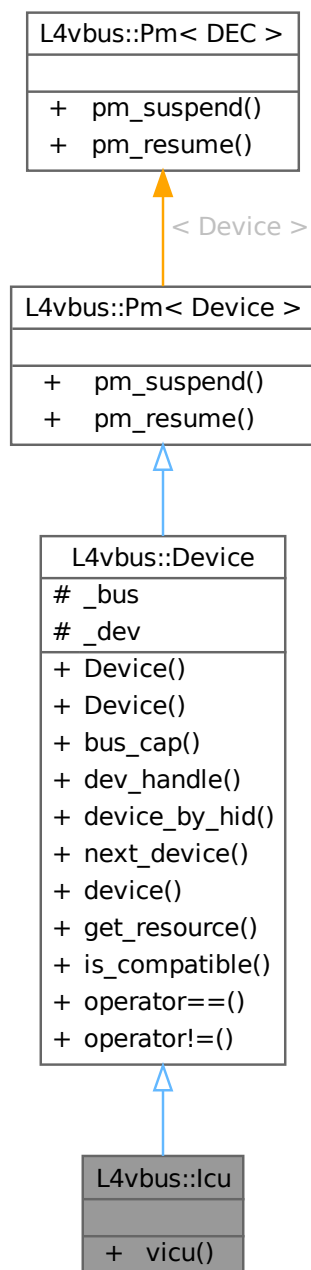 L4vbus::Pm< DEC >
+ pm_suspend()
+ pm_resume()
< Device >
L4vbus::Pm< Device >
+ pm_suspend()
+ pm_resume()
L4vbus::Device
# _bus
# _dev
+ Device()
+ Device()
+ bus_cap()
+ dev_handle()
+ device_by_hid()
+ next_device()
+ device()
+ get_resource()
+ is_compatible()
+ operator==()
+ operator!=()
L4vbus::Icu
+ vicu()